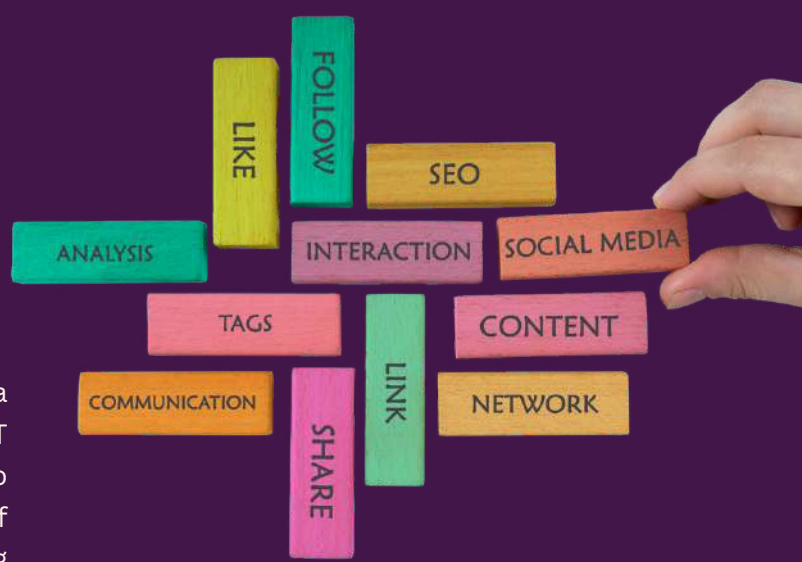 FOLLOW
LIKE
SEO
ANALYSIS
INTERACTION
SOCIAL MEDIA
TAGS
CONTENT
LINK
a
COMMUNICATION
NETWORK
T
SHARE
o
f
g